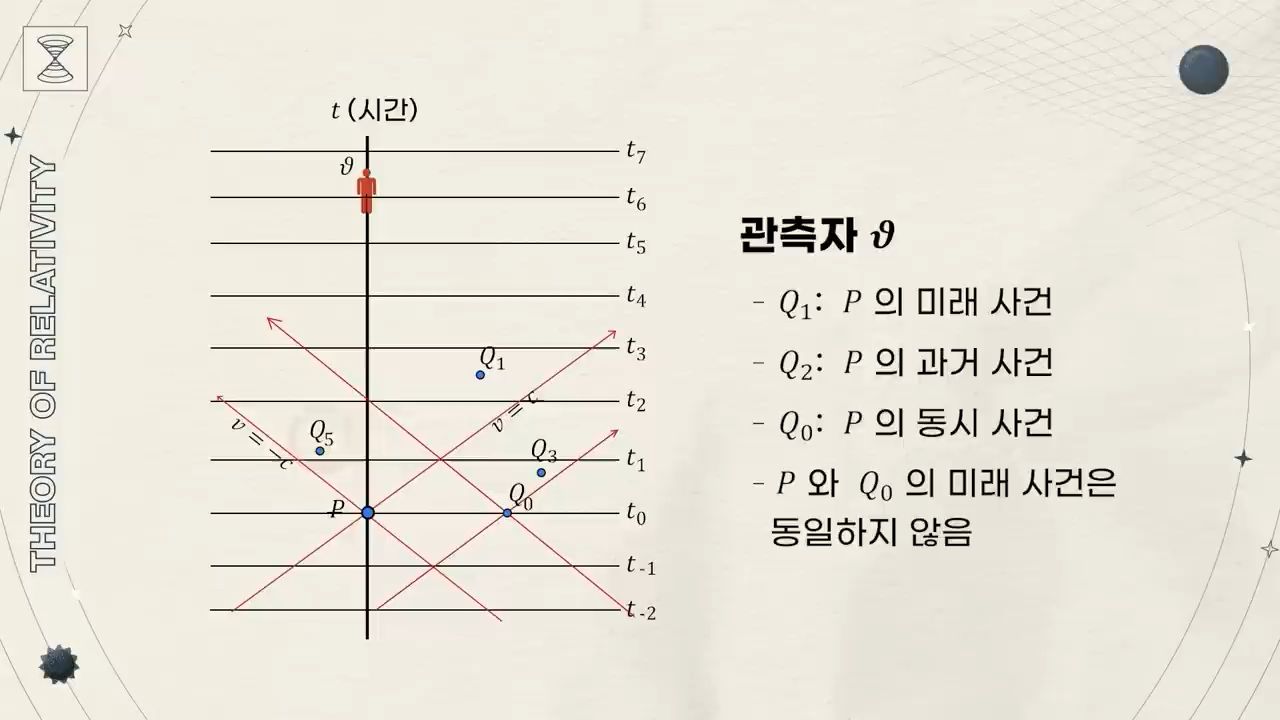 THEORY OF RELATIVITY
t (시간)
t₇
ϑ
t₆
t₅
t₄
t₃
Q₁
t₂
v = c
v = -c
Q₅
t₁
Q₃
Q₀
P
t₀
t₋₁
t₋₂
관측자 ϑ
- Q₁: P 의 미래 사건
- Q₂: P 의 과거 사건
- Q₀: P 의 동시 사건
- P 와 Q₀ 의 미래 사건은
동일하지 않음